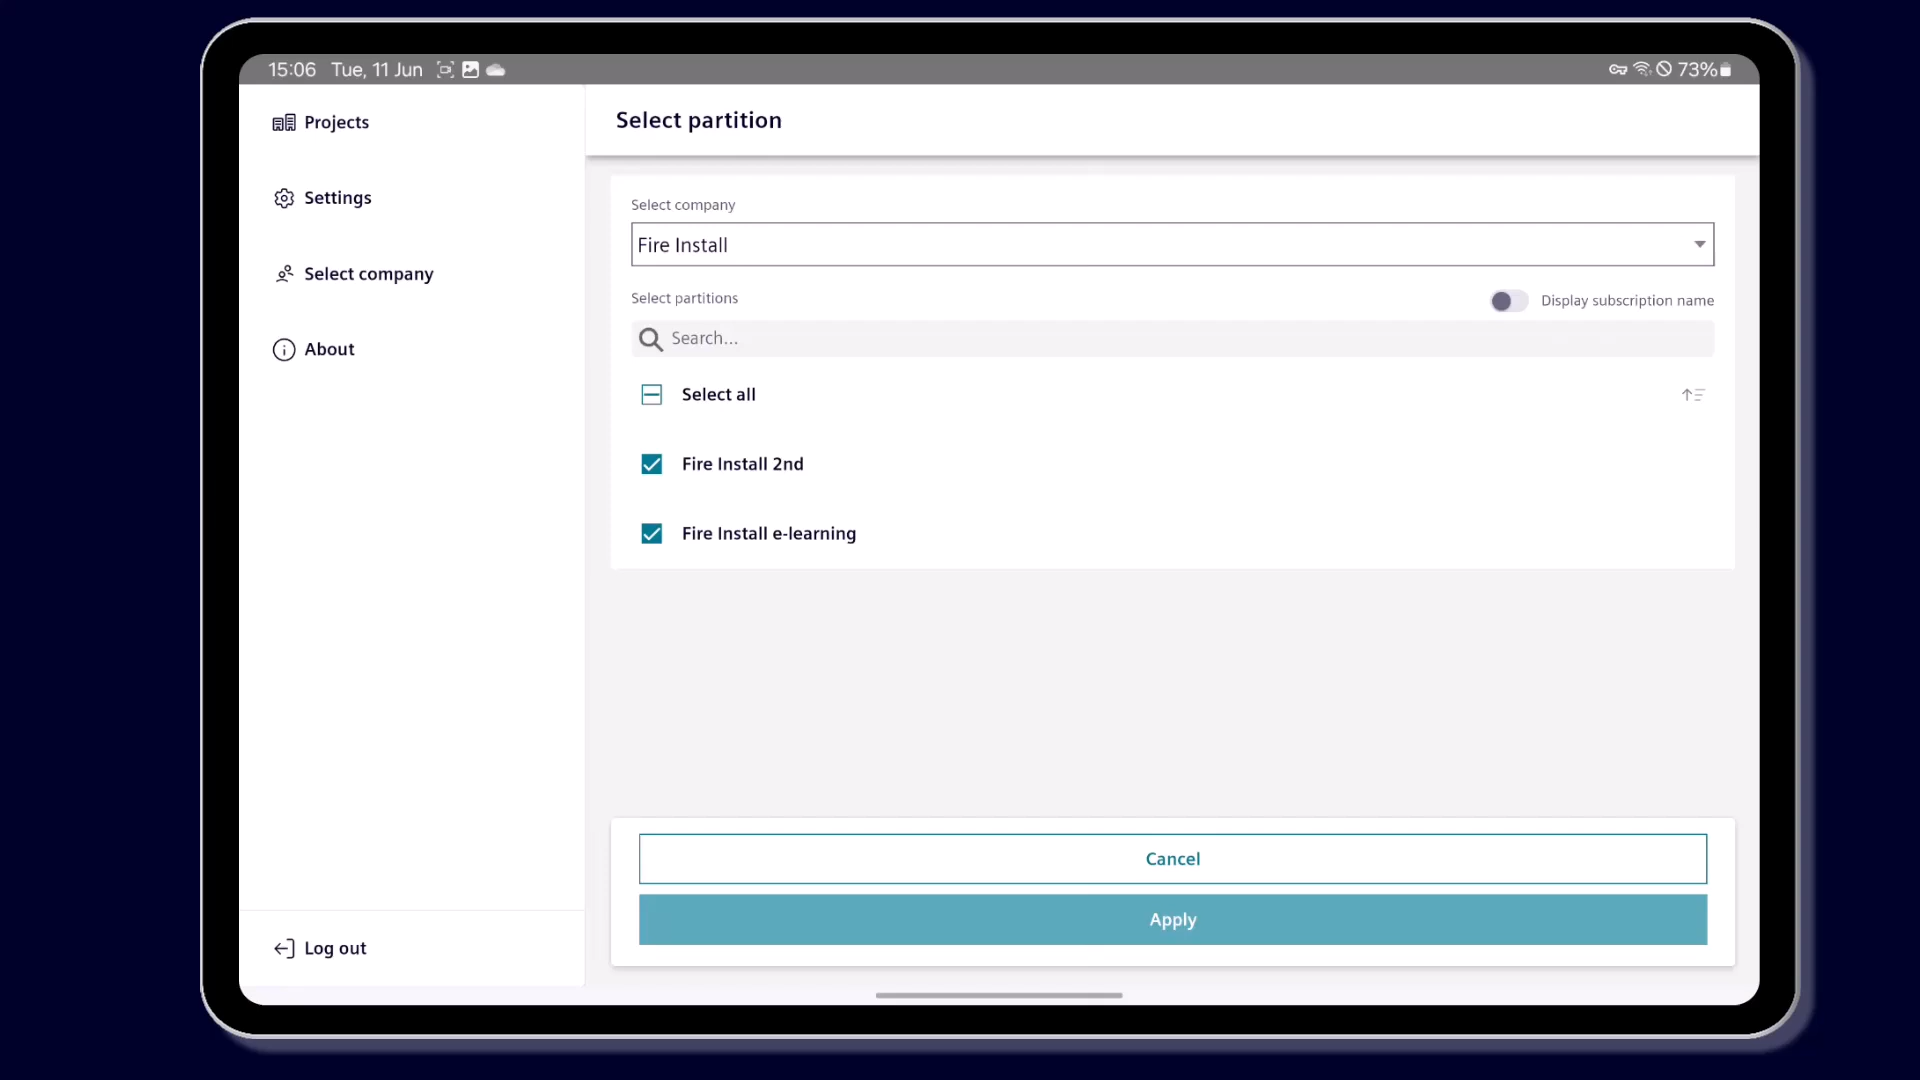 15:06 Tue, 11 Jun
73%
Projects
Settings
Select company
About
Log out
Select partition
Select company
Fire Install
Select partitions
Display subscription name
Search...
Select all
Fire Install 2nd
Fire Install e-learning
Cancel
Apply